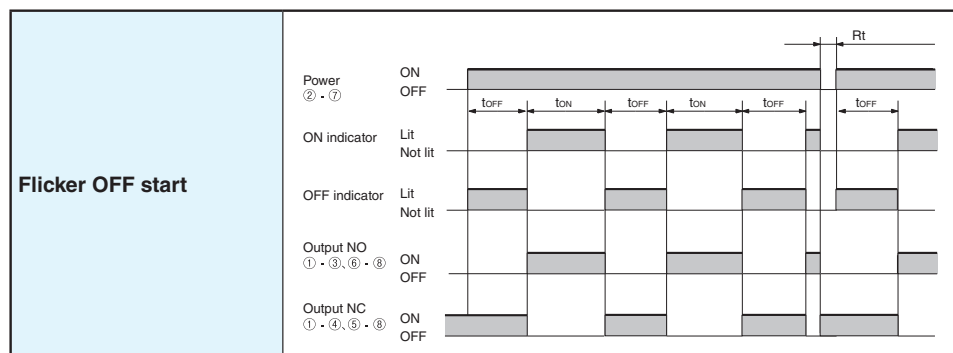 Flicker OFF start
Rt
Power
② - ⑦
ON
OFF
tOFF
tON
tOFF
tON
tOFF
tOFF
ON indicator
Lit
Not lit
OFF indicator
Lit
Not lit
Output NO
① - ③、⑥ - ⑧
ON
OFF
Output NC
① - ④、⑤ - ⑧
ON
OFF